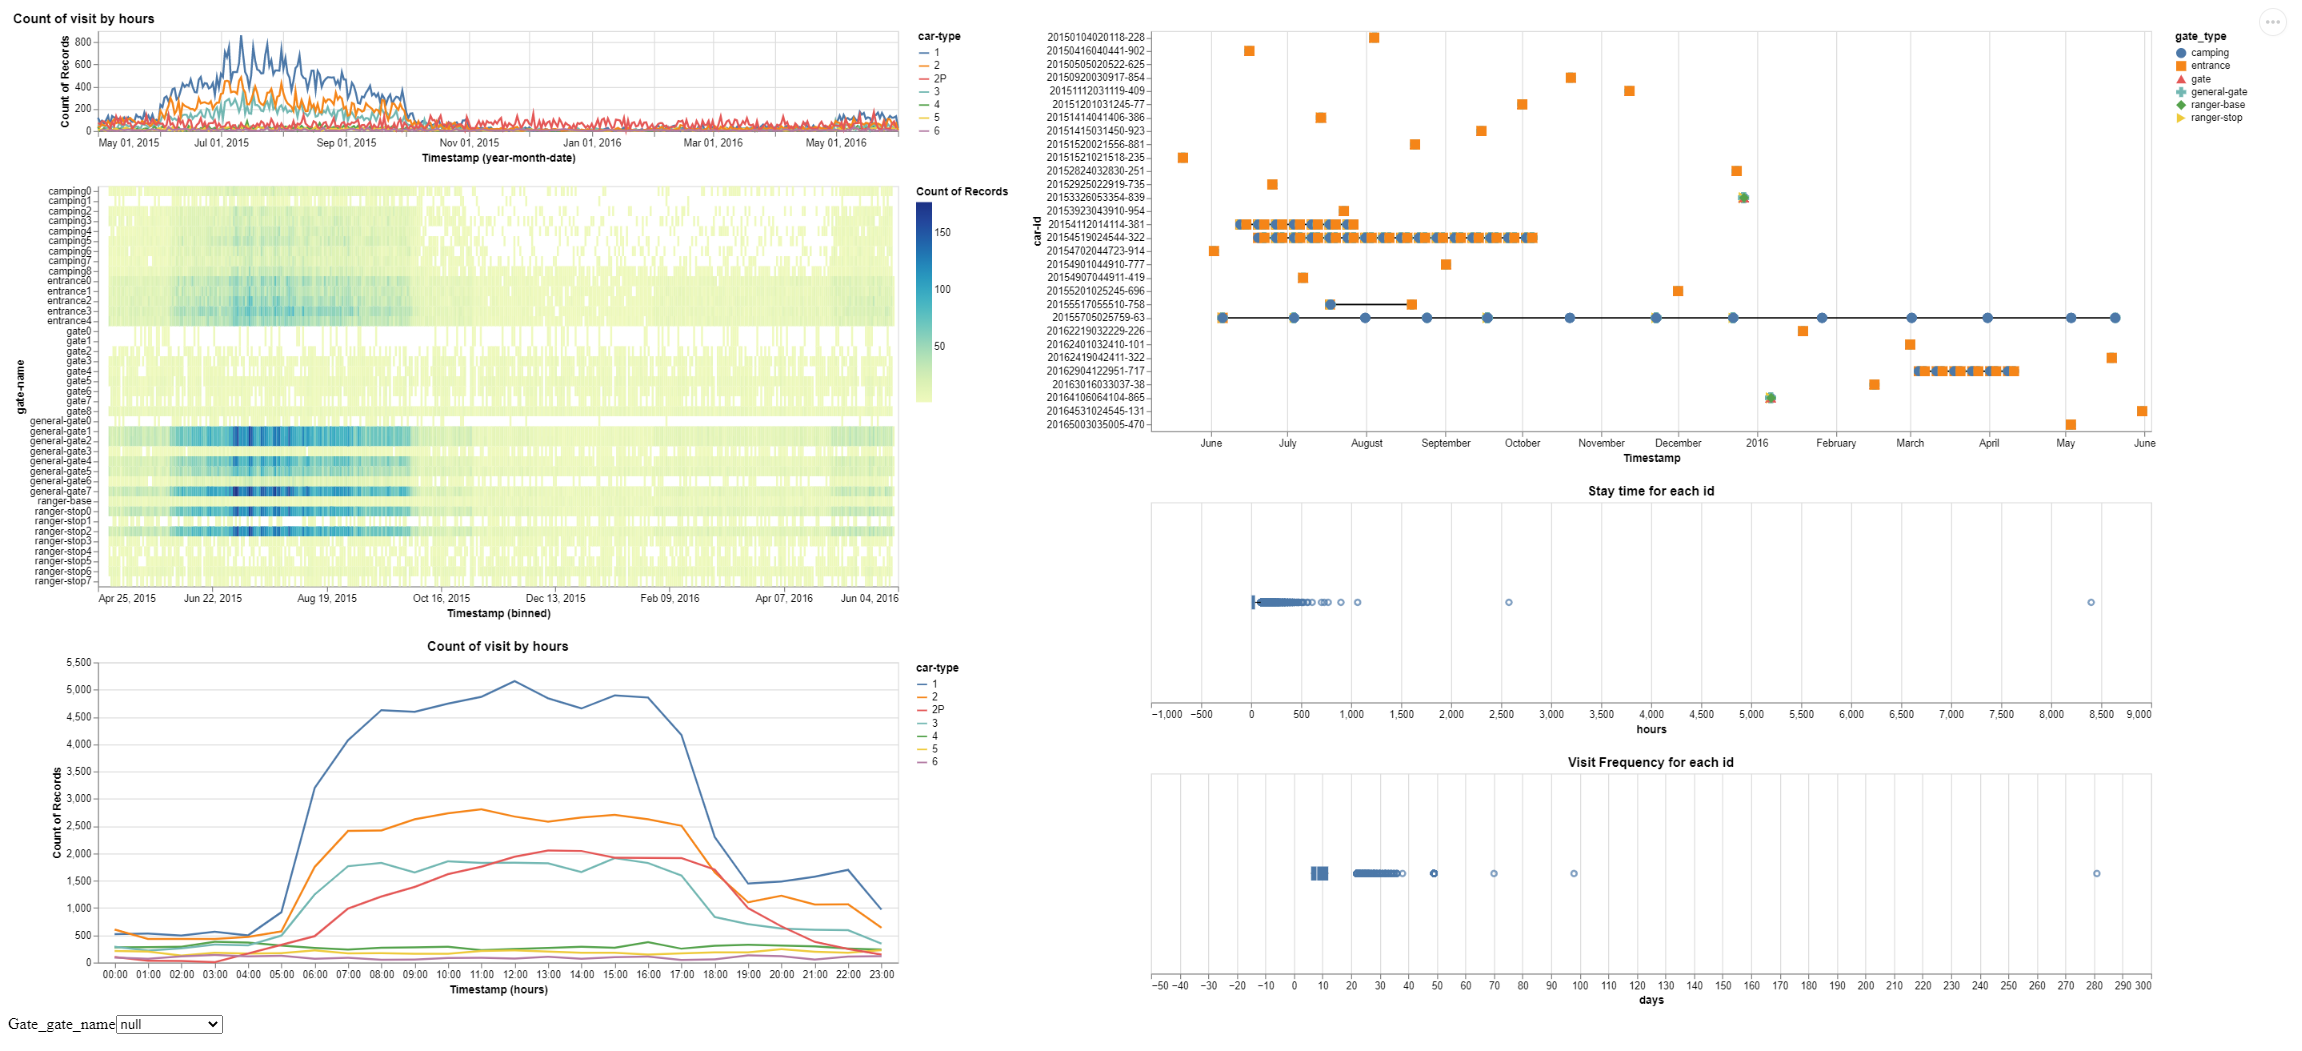 Count of visit by hours
Count of Records
800
600
400
200
0
May 01, 2015 Jul 01, 2015 Sep 01, 2015 Nov 01, 2015 Jan 01, 2016 Mar 01, 2016 May 01, 2016
Timestamp (year-month-date)
car-type
1
2
2P
3
4
5
6
gate-name
camping0
camping1
camping2
camping3
camping4
camping5
camping6
camping7
camping8
entrance0
entrance1
entrance2
entrance3
entrance4
gate0
gate1
gate2
gate3
gate4
gate5
gate6
gate7
gate8
general-gate0
general-gate1
general-gate2
general-gate3
general-gate4
general-gate5
general-gate6
general-gate7
ranger-base
ranger-stop0
ranger-stop1
ranger-stop2
ranger-stop3
ranger-stop4
ranger-stop5
ranger-stop6
ranger-stop7
Apr 25, 2015 Jun 22, 2015 Aug 19, 2015 Oct 16, 2015 Dec 13, 2015 Feb 09, 2016 Apr 07, 2016 Jun 04, 2016
Timestamp (binned)
Count of Records
150
100
50
Count of visit by hours
Count of Records
5,500
5,000
4,500
4,000
3,500
3,000
2,500
2,000
1,500
1,000
500
0
00:00 01:00 02:00 03:00 04:00 05:00 06:00 07:00 08:00 09:00 10:00 11:00 12:00 13:00 14:00 15:00 16:00 17:00 18:00 19:00 20:00 21:00 22:00 23:00
Timestamp (hours)
car-type
1
2
2P
3
4
5
6
Gate_gate_name null
car-id
20150104020118-228
20150416040441-902
20150505020522-625
20150920030917-854
20151112031119-409
20151201031245-77
20151414041406-386
20151415031450-923
20151520021556-881
20151521021518-235
20152824032830-251
20152925022919-735
20153326053354-839
20153923043910-954
20154112014114-381
20154519024544-322
20154702044723-914
20154901044910-777
20154907044911-419
20155201025245-696
20155517055510-758
20155705025759-63
20162219032229-226
20162401032410-101
20162419042411-322
20162904122951-717
20163016033037-38
20164106064104-865
20164531024545-131
20165003035005-470
June July August September October November December 2016 February March April May June
Timestamp
gate_type
camping
entrance
gate
general-gate
ranger-base
ranger-stop
Stay time for each id
−1,000 −500 0 500 1,000 1,500 2,000 2,500 3,000 3,500 4,000 4,500 5,000 5,500 6,000 6,500 7,000 7,500 8,000 8,500 9,000
hours
Visit Frequency for each id
−50 −40 −30 −20 −10 0 10 20 30 40 50 60 70 80 90 100 110 120 130 140 150 160 170 180 190 200 210 220 230 240 250 260 270 280 290 300
days